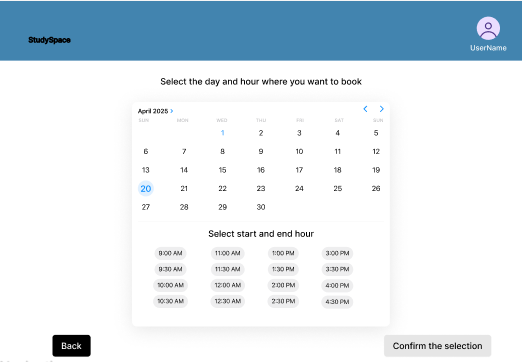 StudySpace
UserName
Select the day and hour where you want to book
April 2025 >
SUN MON WED THU FRI SAT SUN
1 2 3 4 5
6 7 8 9 10 11 12
13 14 15 16 17 18 19
20 21 22 23 24 25 26
27 28 29 30
Select start and end hour
9:00 AM 11:00 AM 1:00 PM 3:00 PM
9:30 AM 11:30 AM 1:30 PM 3:30 PM
10:00 AM 12:00 AM 2:00 PM 4:00 PM
10:30 AM 12:30 AM 2:30 PM 4:30 PM
Back
Confirm the selection